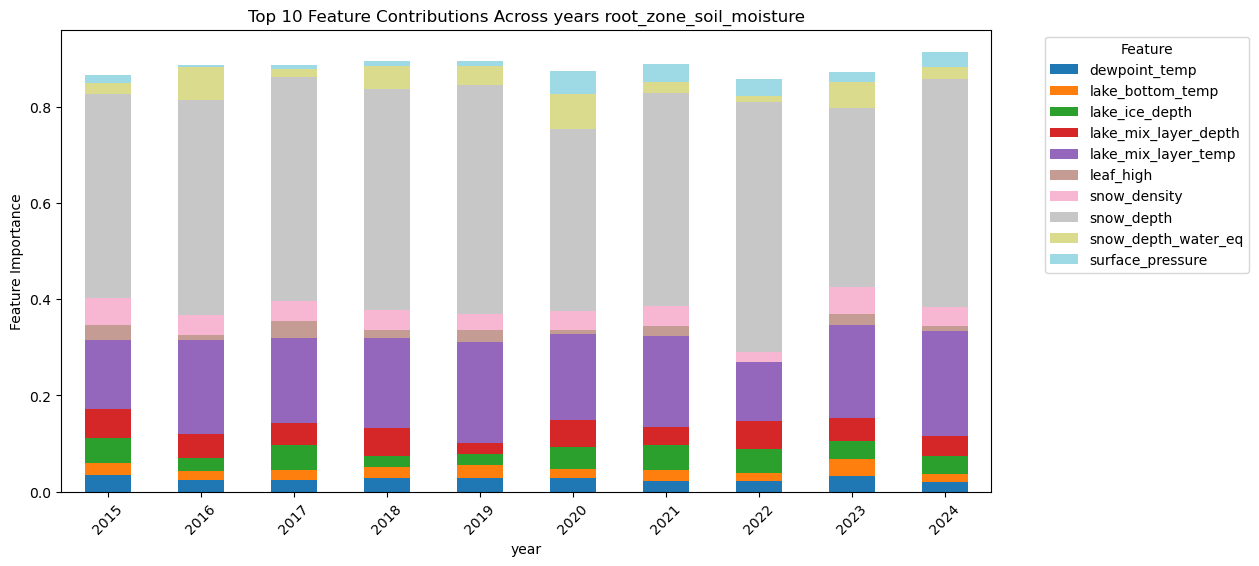 Top 10 Feature Contributions Across years root_zone_soil_moisture
Feature Importance
0.8
0.6
0.4
0.2
0.0
2015
2016
2017
2018
2019
2020
2021
2022
2023
2024
year
Feature
dewpoint_temp
lake_bottom_temp
lake_ice_depth
lake_mix_layer_depth
lake_mix_layer_temp
leaf_high
snow_density
snow_depth
snow_depth_water_eq
surface_pressure